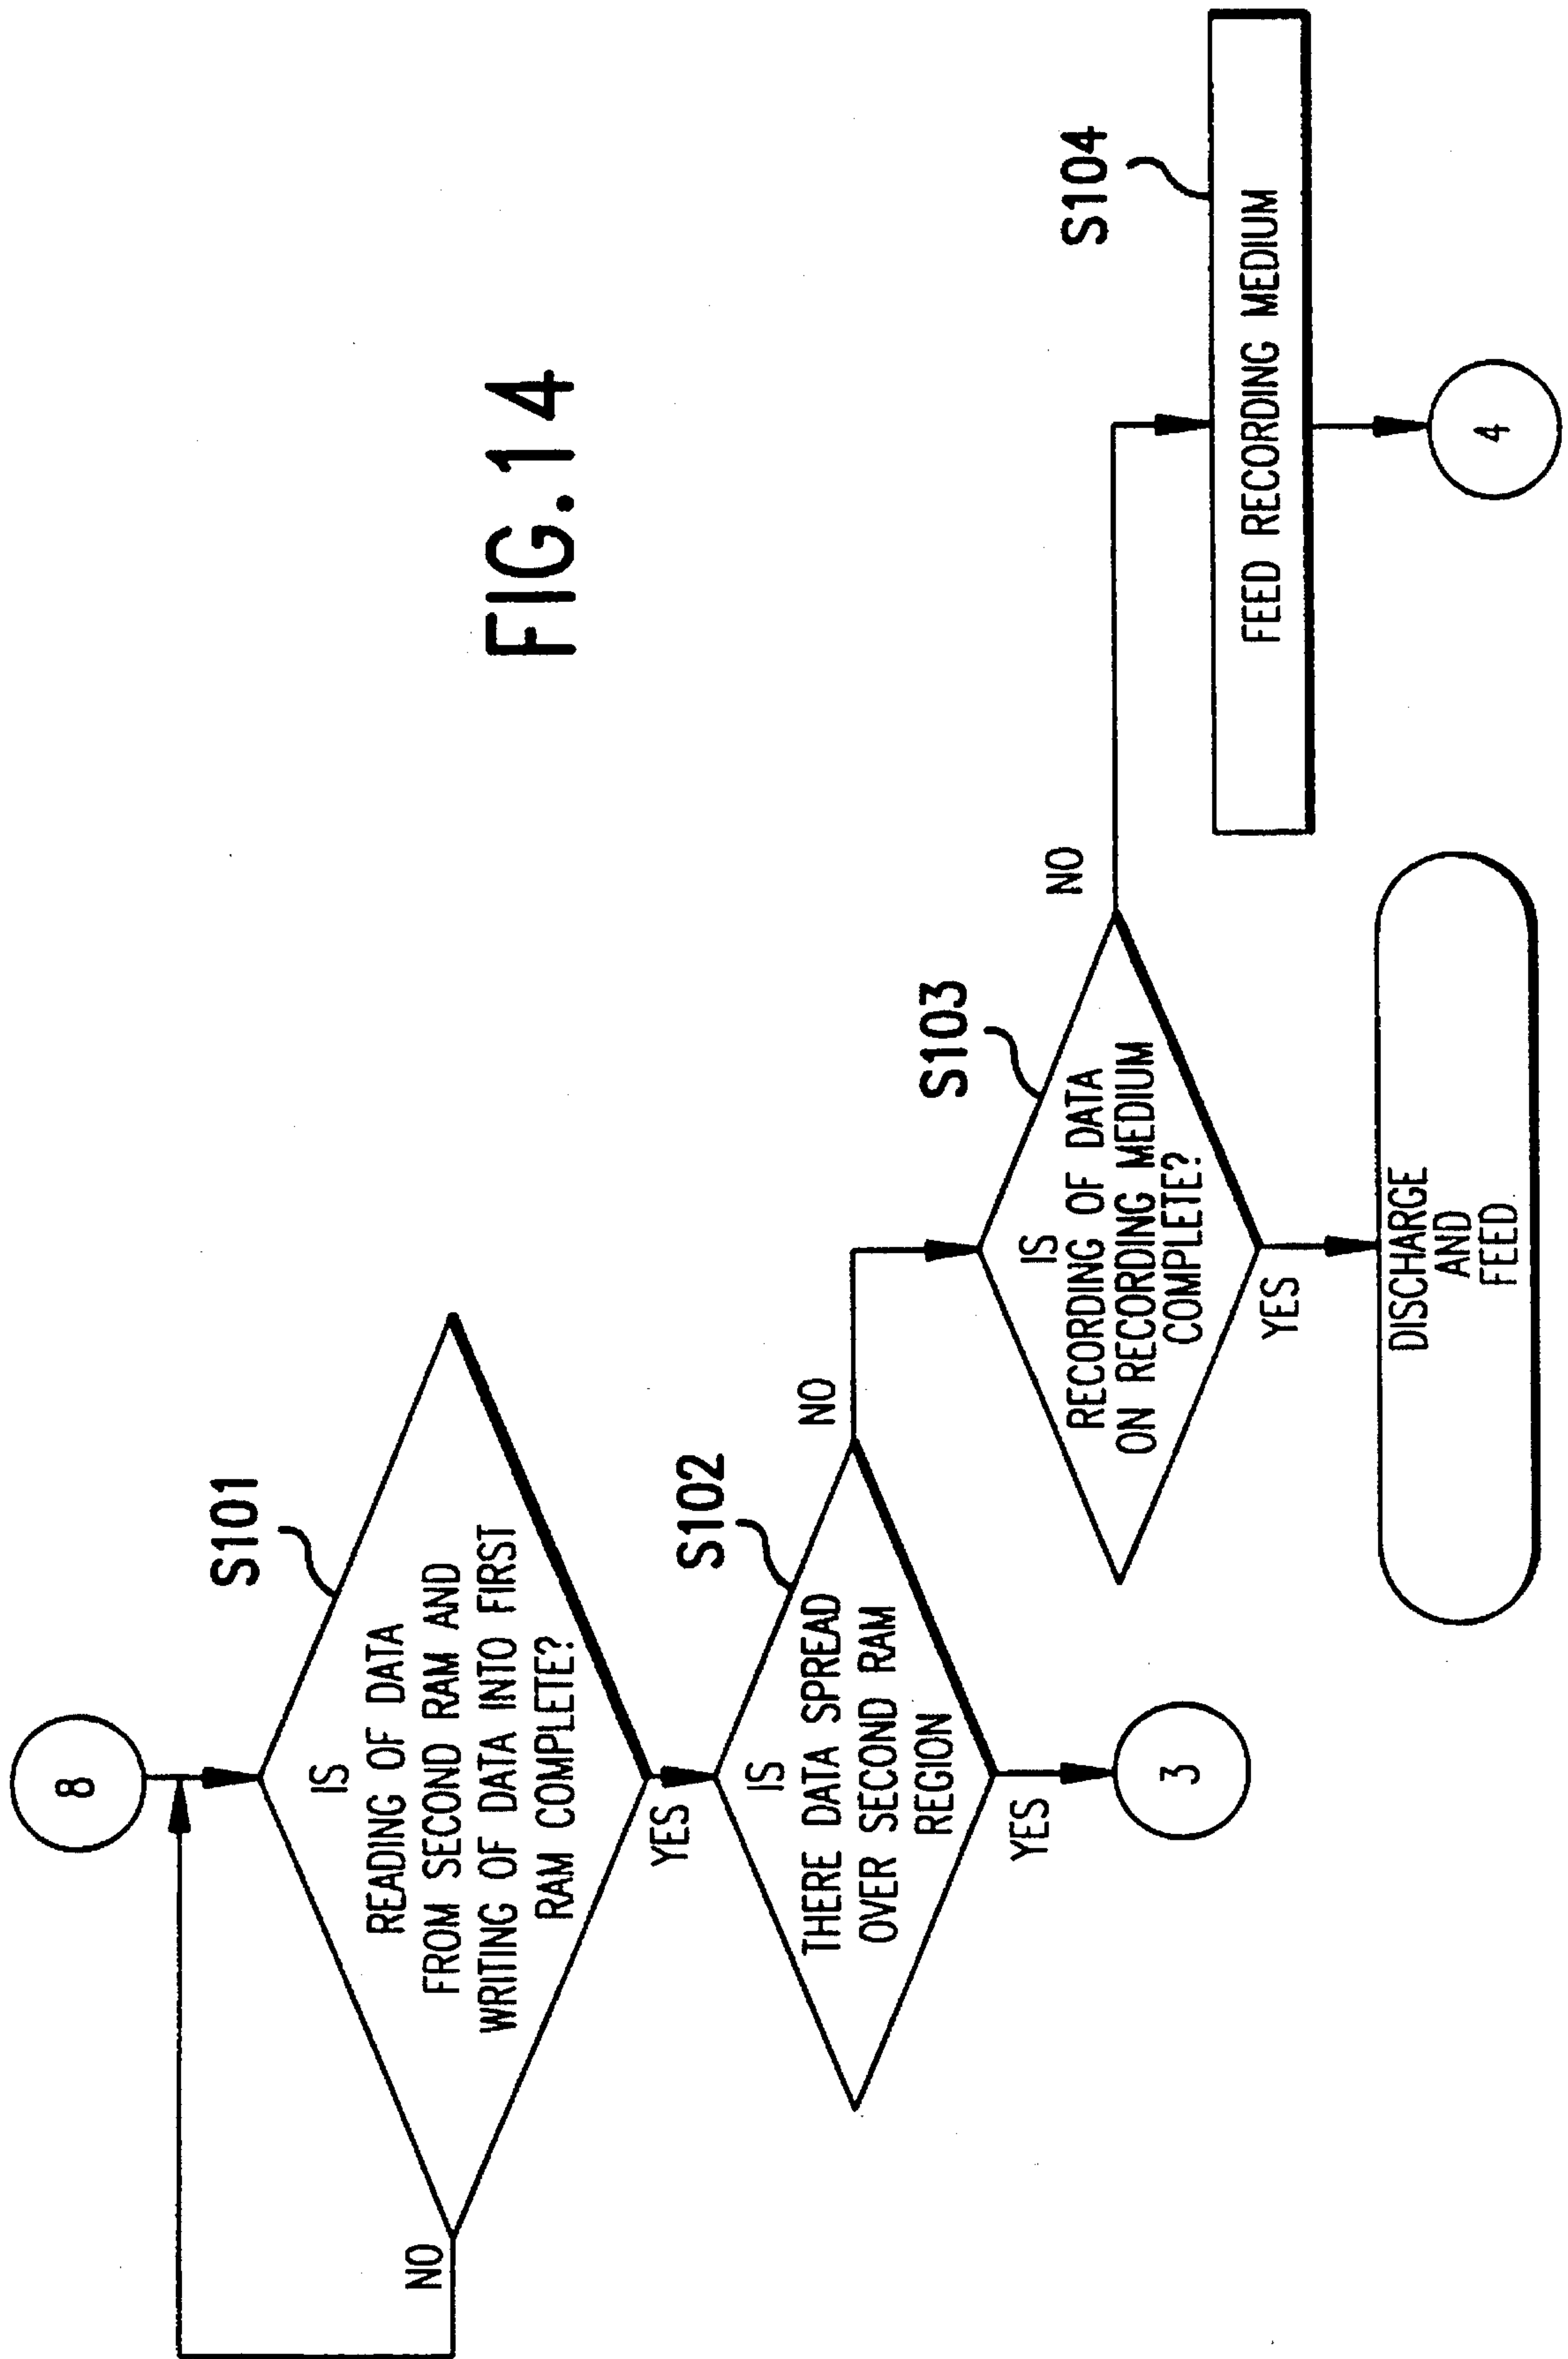 FIG.14
8
S101
IS
READING OF DATA
FROM SECOND RAM AND
WRITING OF DATA INTO FIRST
RAM COMPLETE?
NO
YES
S102
IS
THERE DATA SPREAD
OVER SECOND RAM
REGION
NO
YES
3
S103
IS
RECORDING OF DATA
ON RECORDING MEDIUM
COMPLETE?
NO
YES
DISCHARGE
AND
FEED
S104
FEED RECORDING MEDIUM
4